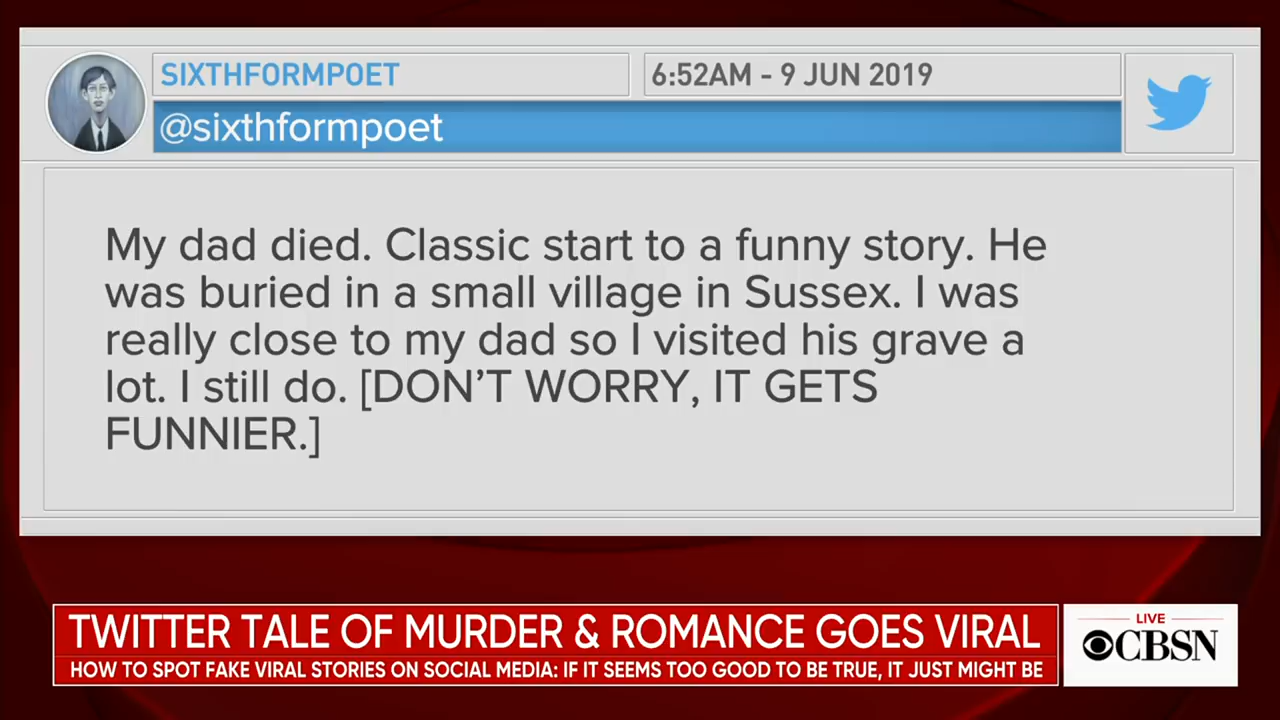 SIXTHFORMPOET
6:52AM - 9 JUN 2019
@sixthformpoet
My dad died. Classic start to a funny story. He
was buried in a small village in Sussex. I was
really close to my dad so I visited his grave a
lot. I still do. [DON'T WORRY, IT GETS
FUNNIER.]
TWITTER TALE OF MURDER & ROMANCE GOES VIRAL
HOW TO SPOT FAKE VIRAL STORIES ON SOCIAL MEDIA: IF IT SEEMS TOO GOOD TO BE TRUE, IT JUST MIGHT BE
LIVE
CBSN